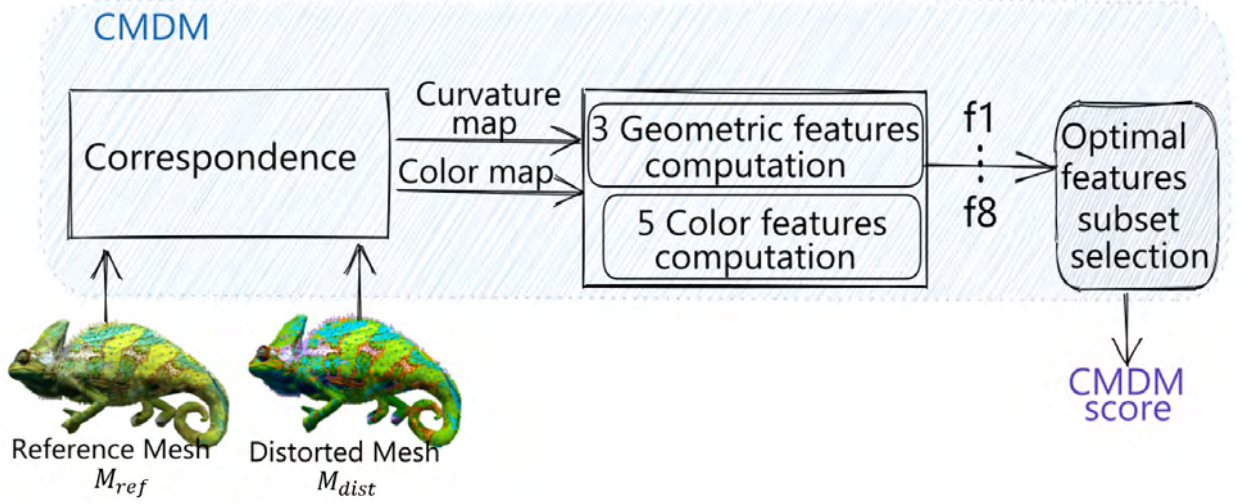 CMDM
Correspondence
Curvature
map
Color map
3 Geometric features
computation
5 Color features
computation
f1
⋮
f8
Optimal
features
subset
selection
CMDM
score
Reference Mesh
M_ref
Distorted Mesh
M_dist